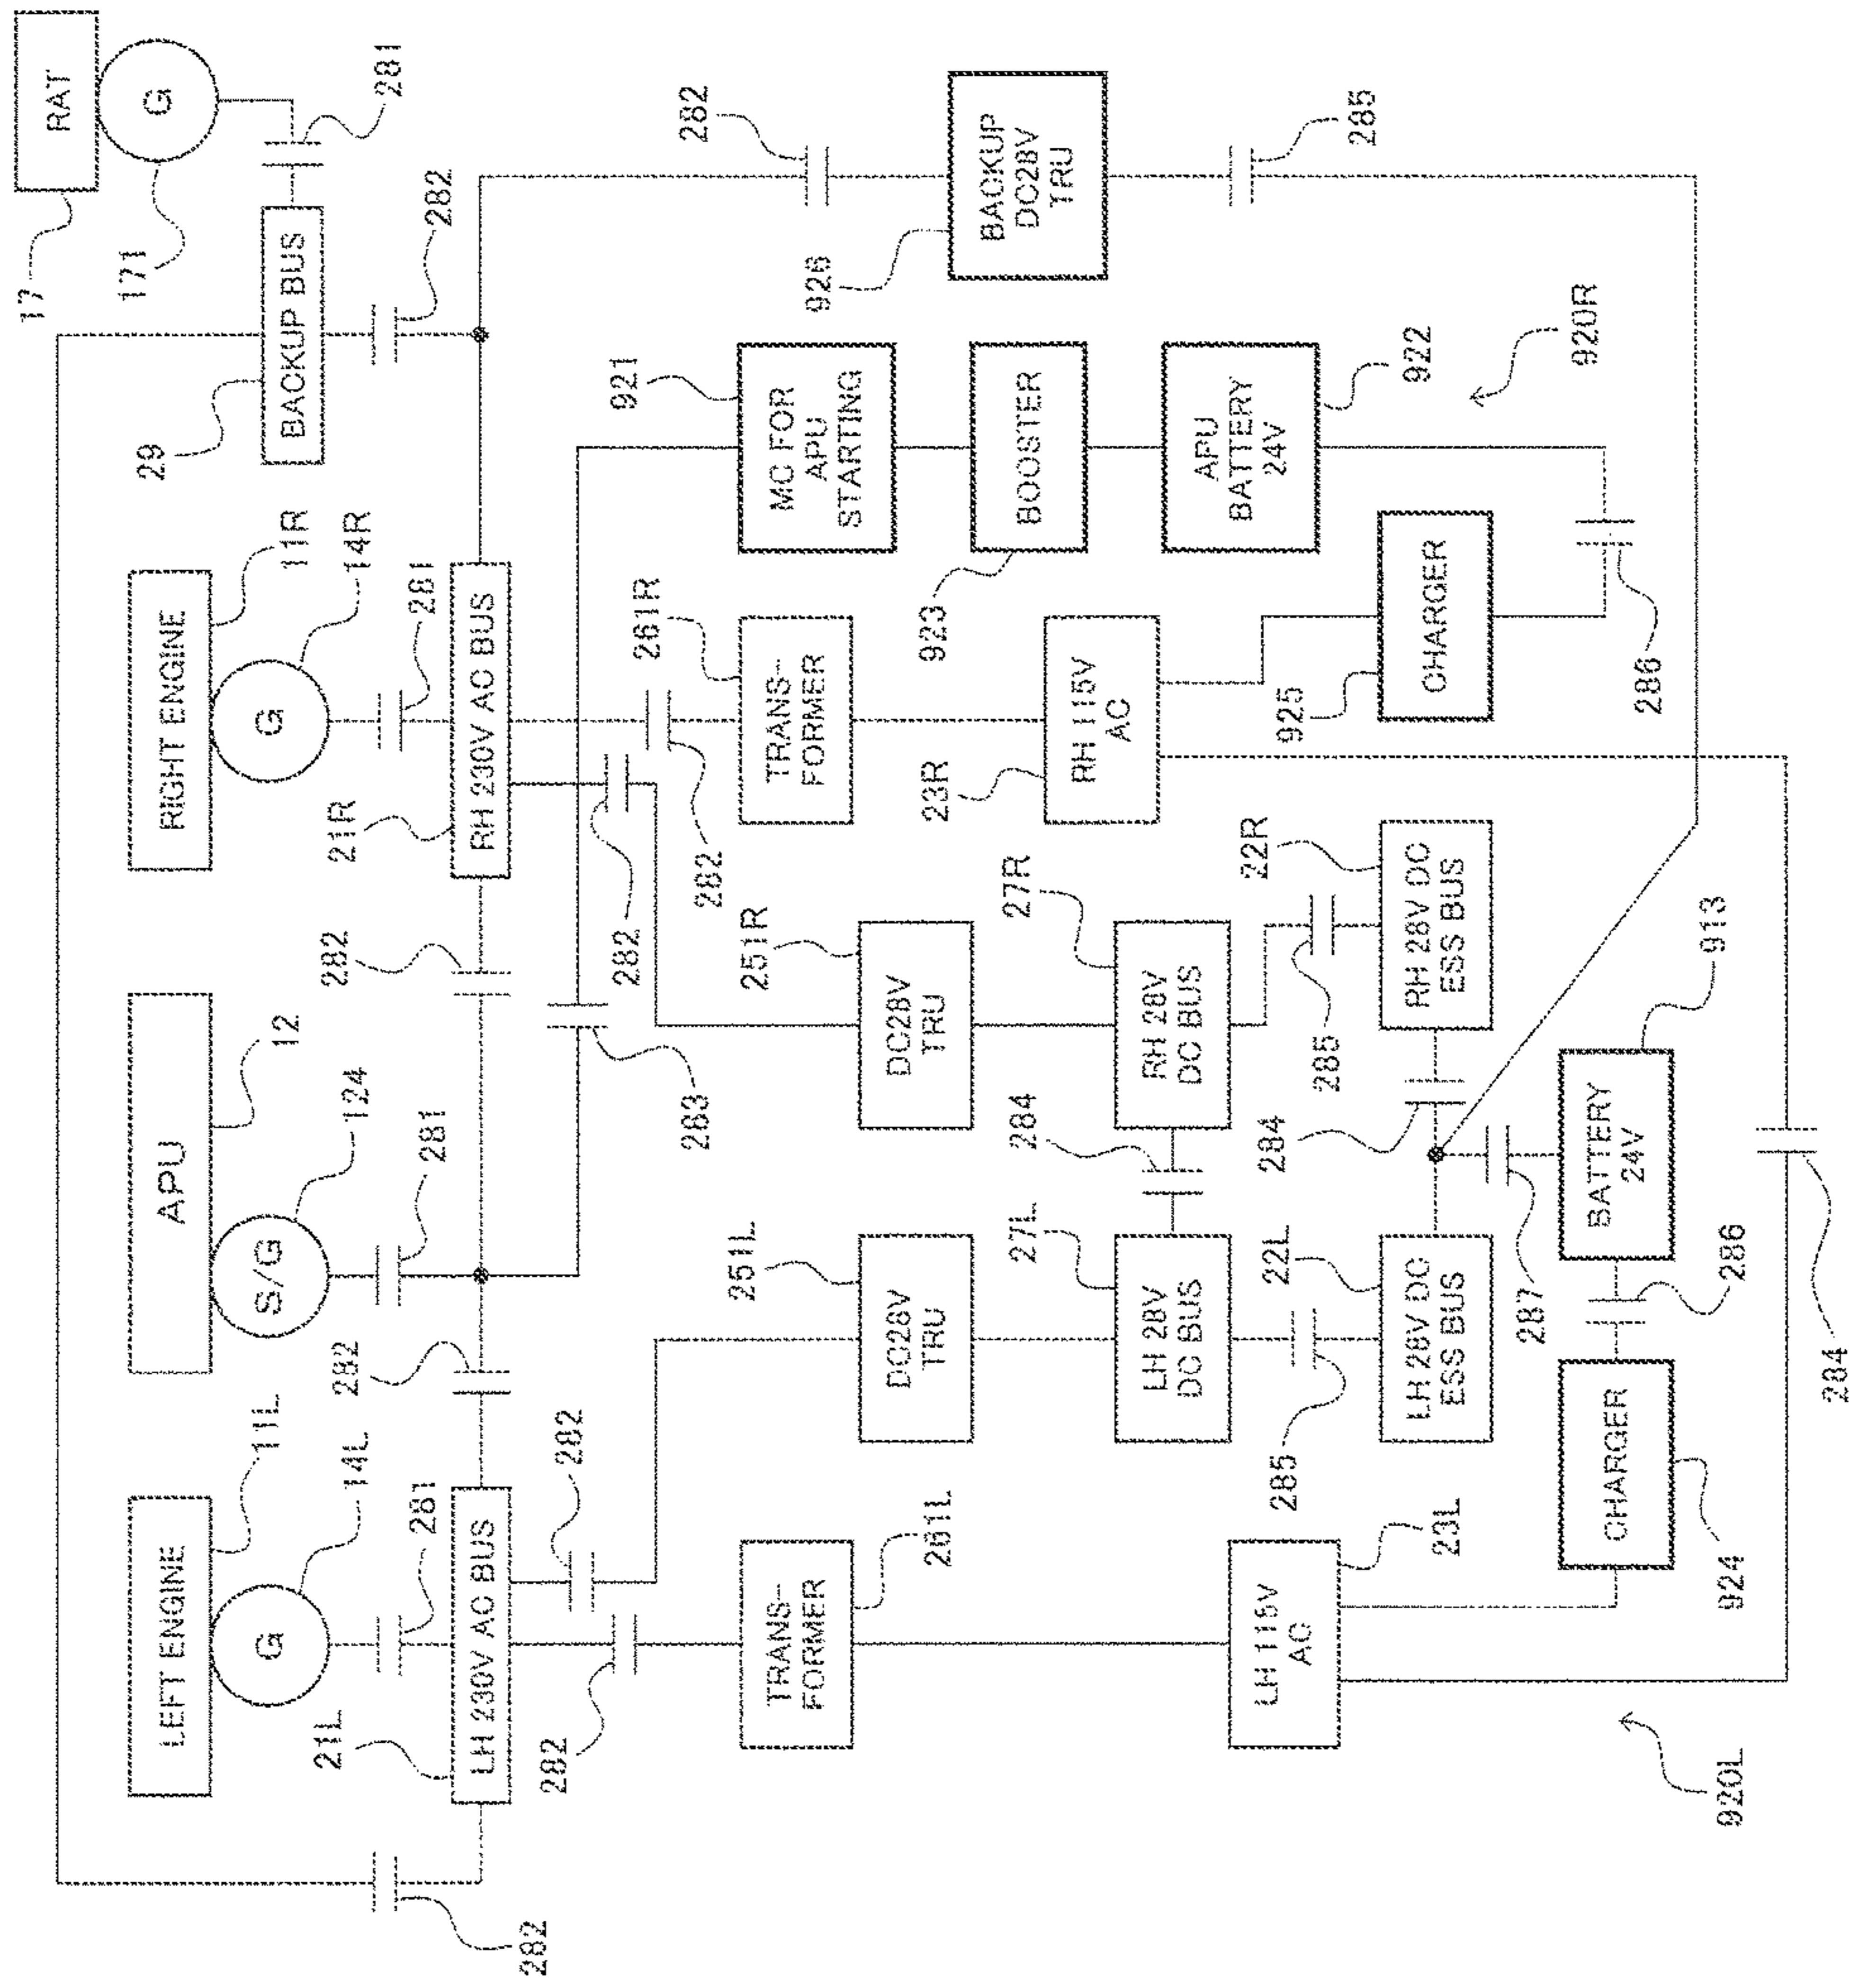 RAT
G
17
171
281
BACKUP BUS
29
282
RIGHT ENGINE
11R
G
14R
281
21R
RH 230V AC BUS
APU
12
S/G
124
281
282
282
LEFT ENGINE
11L
G
14L
281
21L
LH 230V AC BUS
282
282
282
282
282
261R
282
283
282
BACKUP
DC28V
TRU
926
285
921
MC FOR
APU
STARTING
923
BOOSTER
APU
BATTERY
24V
922
920R
TRANS-
FORMER
RH 115V
AC
23R
CHARGER
925
286
251R
DC28V
TRU
27R
RH 28V
DC BUS
285
22R
RH 28V DC
ESS BUS
284
284
251L
DC28V
TRU
27L
LH 28V
DC BUS
285
22L
LH 28V DC
ESS BUS
287
913
BATTERY
24V
286
CHARGER
924
284
TRANS-
FORMER
261L
LH 115V
AC
23L
920L